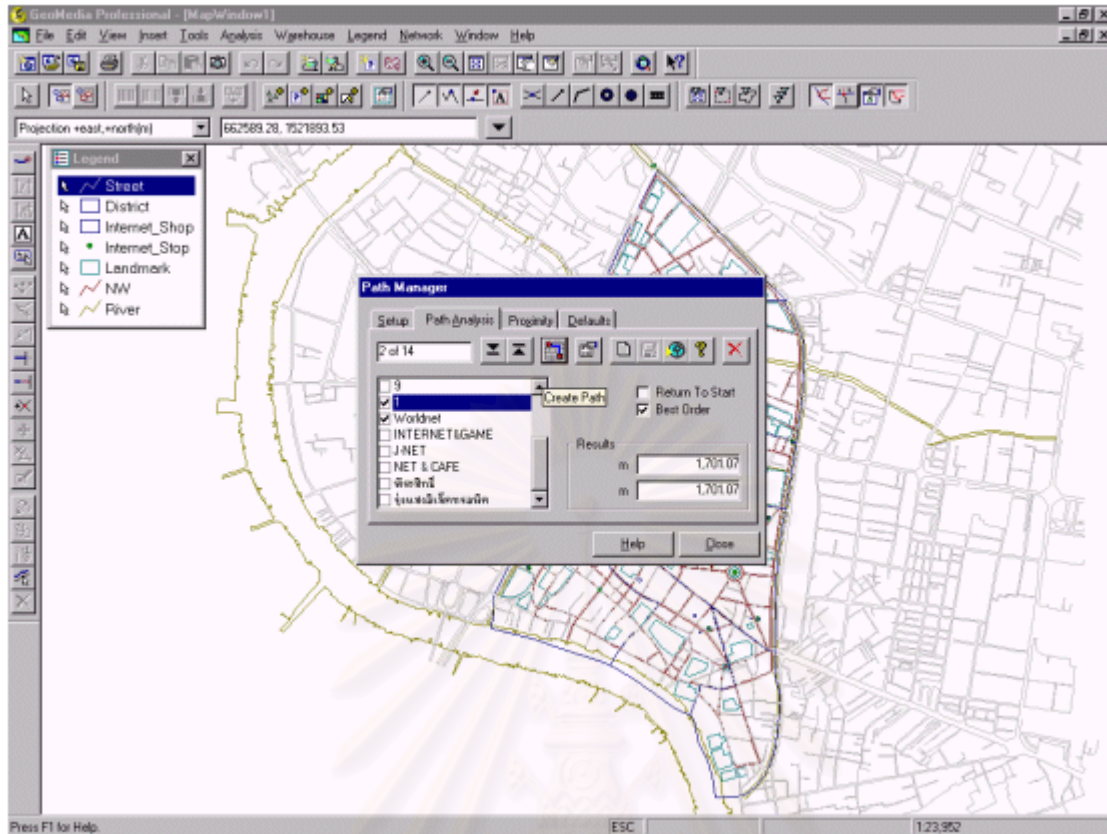 GeoMedia Professional - [MapWindow1]
File Edit View Insert Tools Analysis Warehouse Legend Network Window Help
Projection +east,+north(m) 662589.28, 1521893.53
Legend
Street
District
Internet_Shop
Internet_Stop
Landmark
NW
River
Path Manager
Setup Path Analysis Proximity Defaults
2 of 14
9
1
Create Path
Return To Start
Worldnet
Best Order
INTERNET&GAME
J-NET
NET & CAFE
Results
m 1,701.07
m 1,701.07
Help Close
Press F1 for Help. ESC 1:23,952